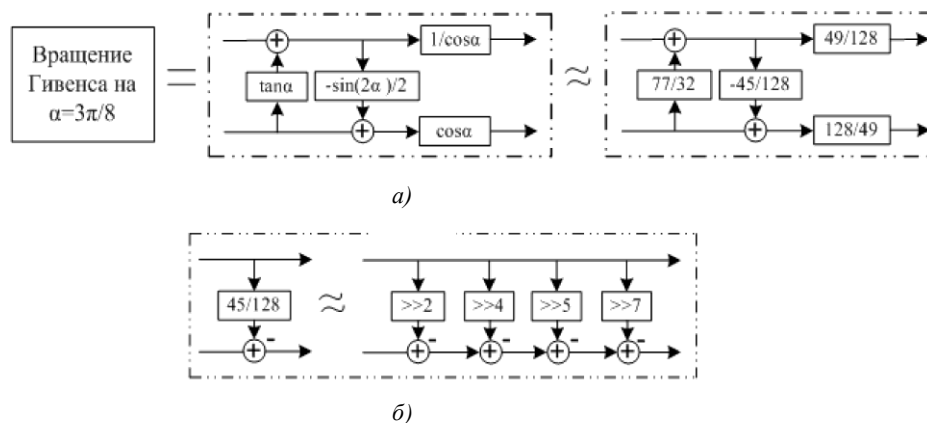 Вращение
Гивенса на
α=3π/8
=
tanα
-sin(2α )/2
1/cosα
cosα
≈
77/32
-45/128
49/128
128/49
а)
45/128
≈
>>2
>>4
>>5
>>7
б)